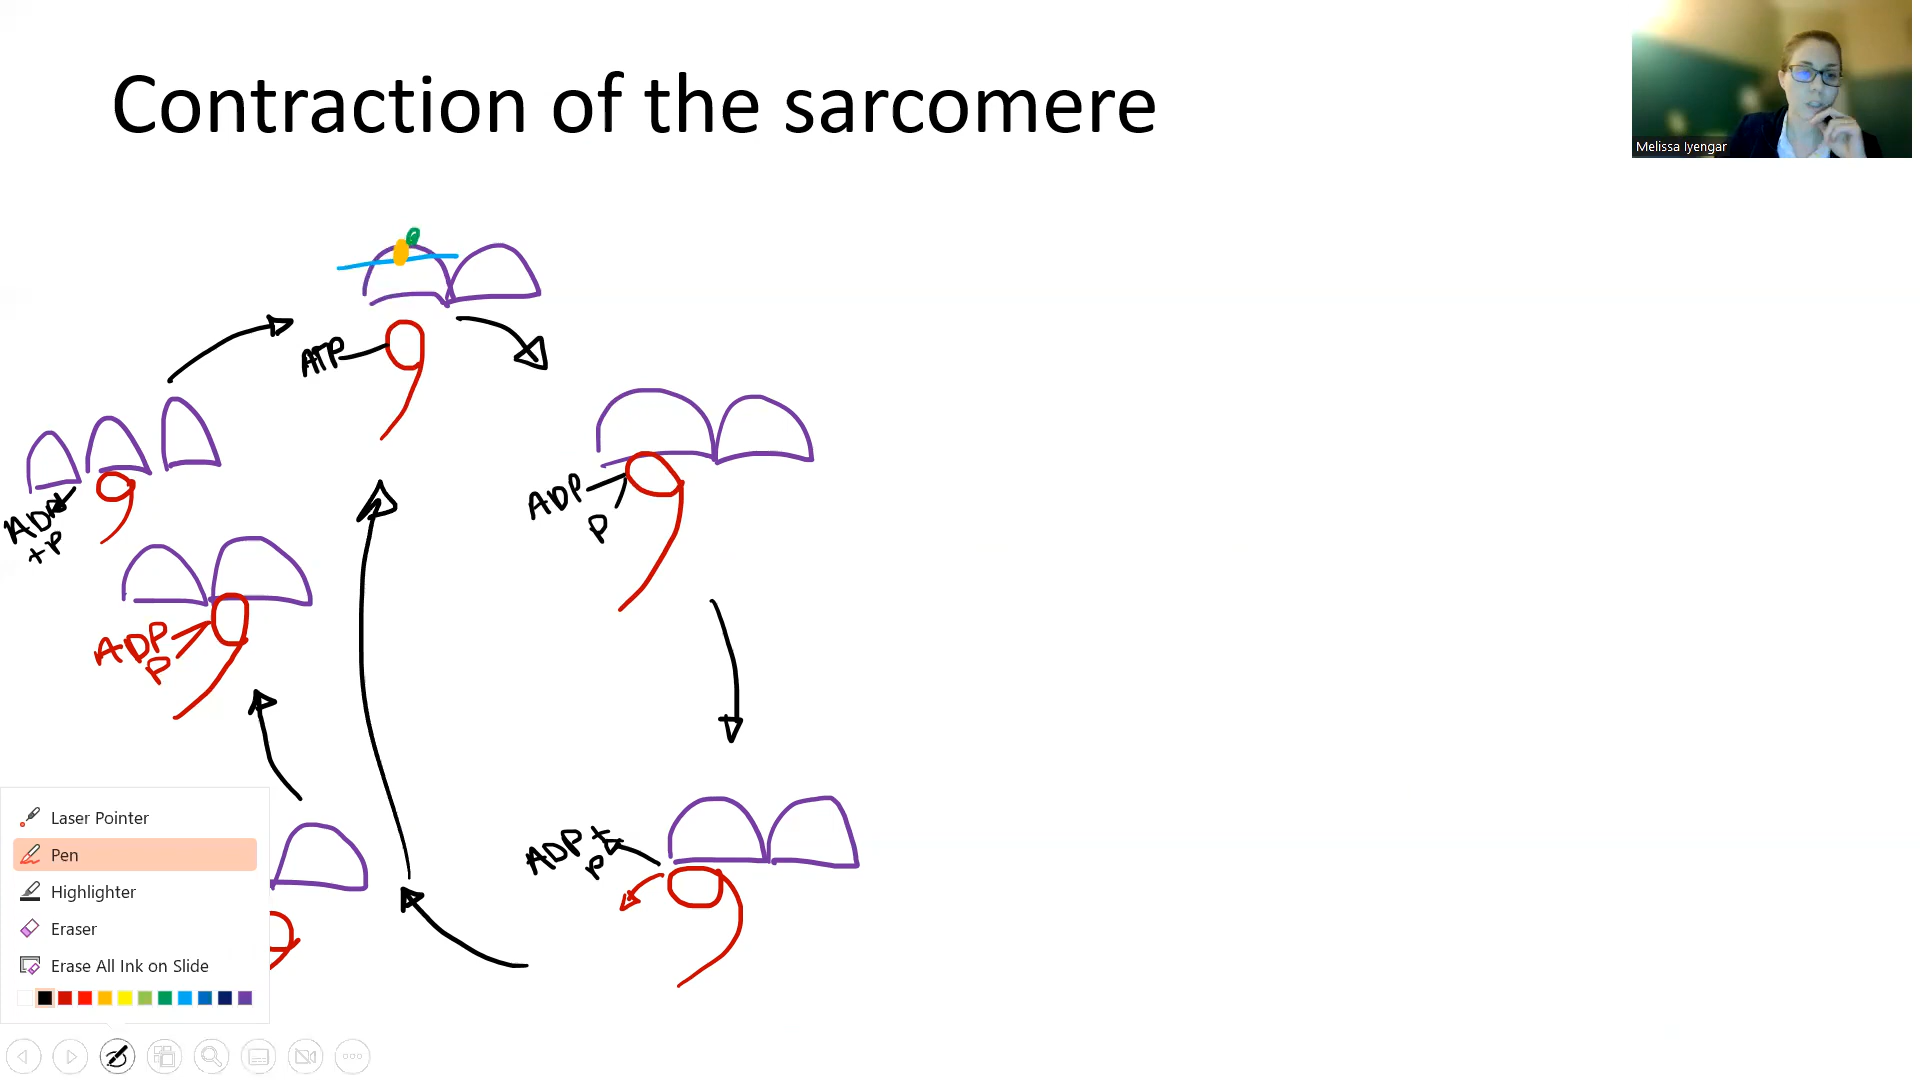 Contraction of the sarcomere
Melissa Iyengar
ATP
ADP
P
ADP
+P
ADP
P
ADP +
P
Laser Pointer
Pen
Highlighter
Eraser
Erase All Ink on Slide